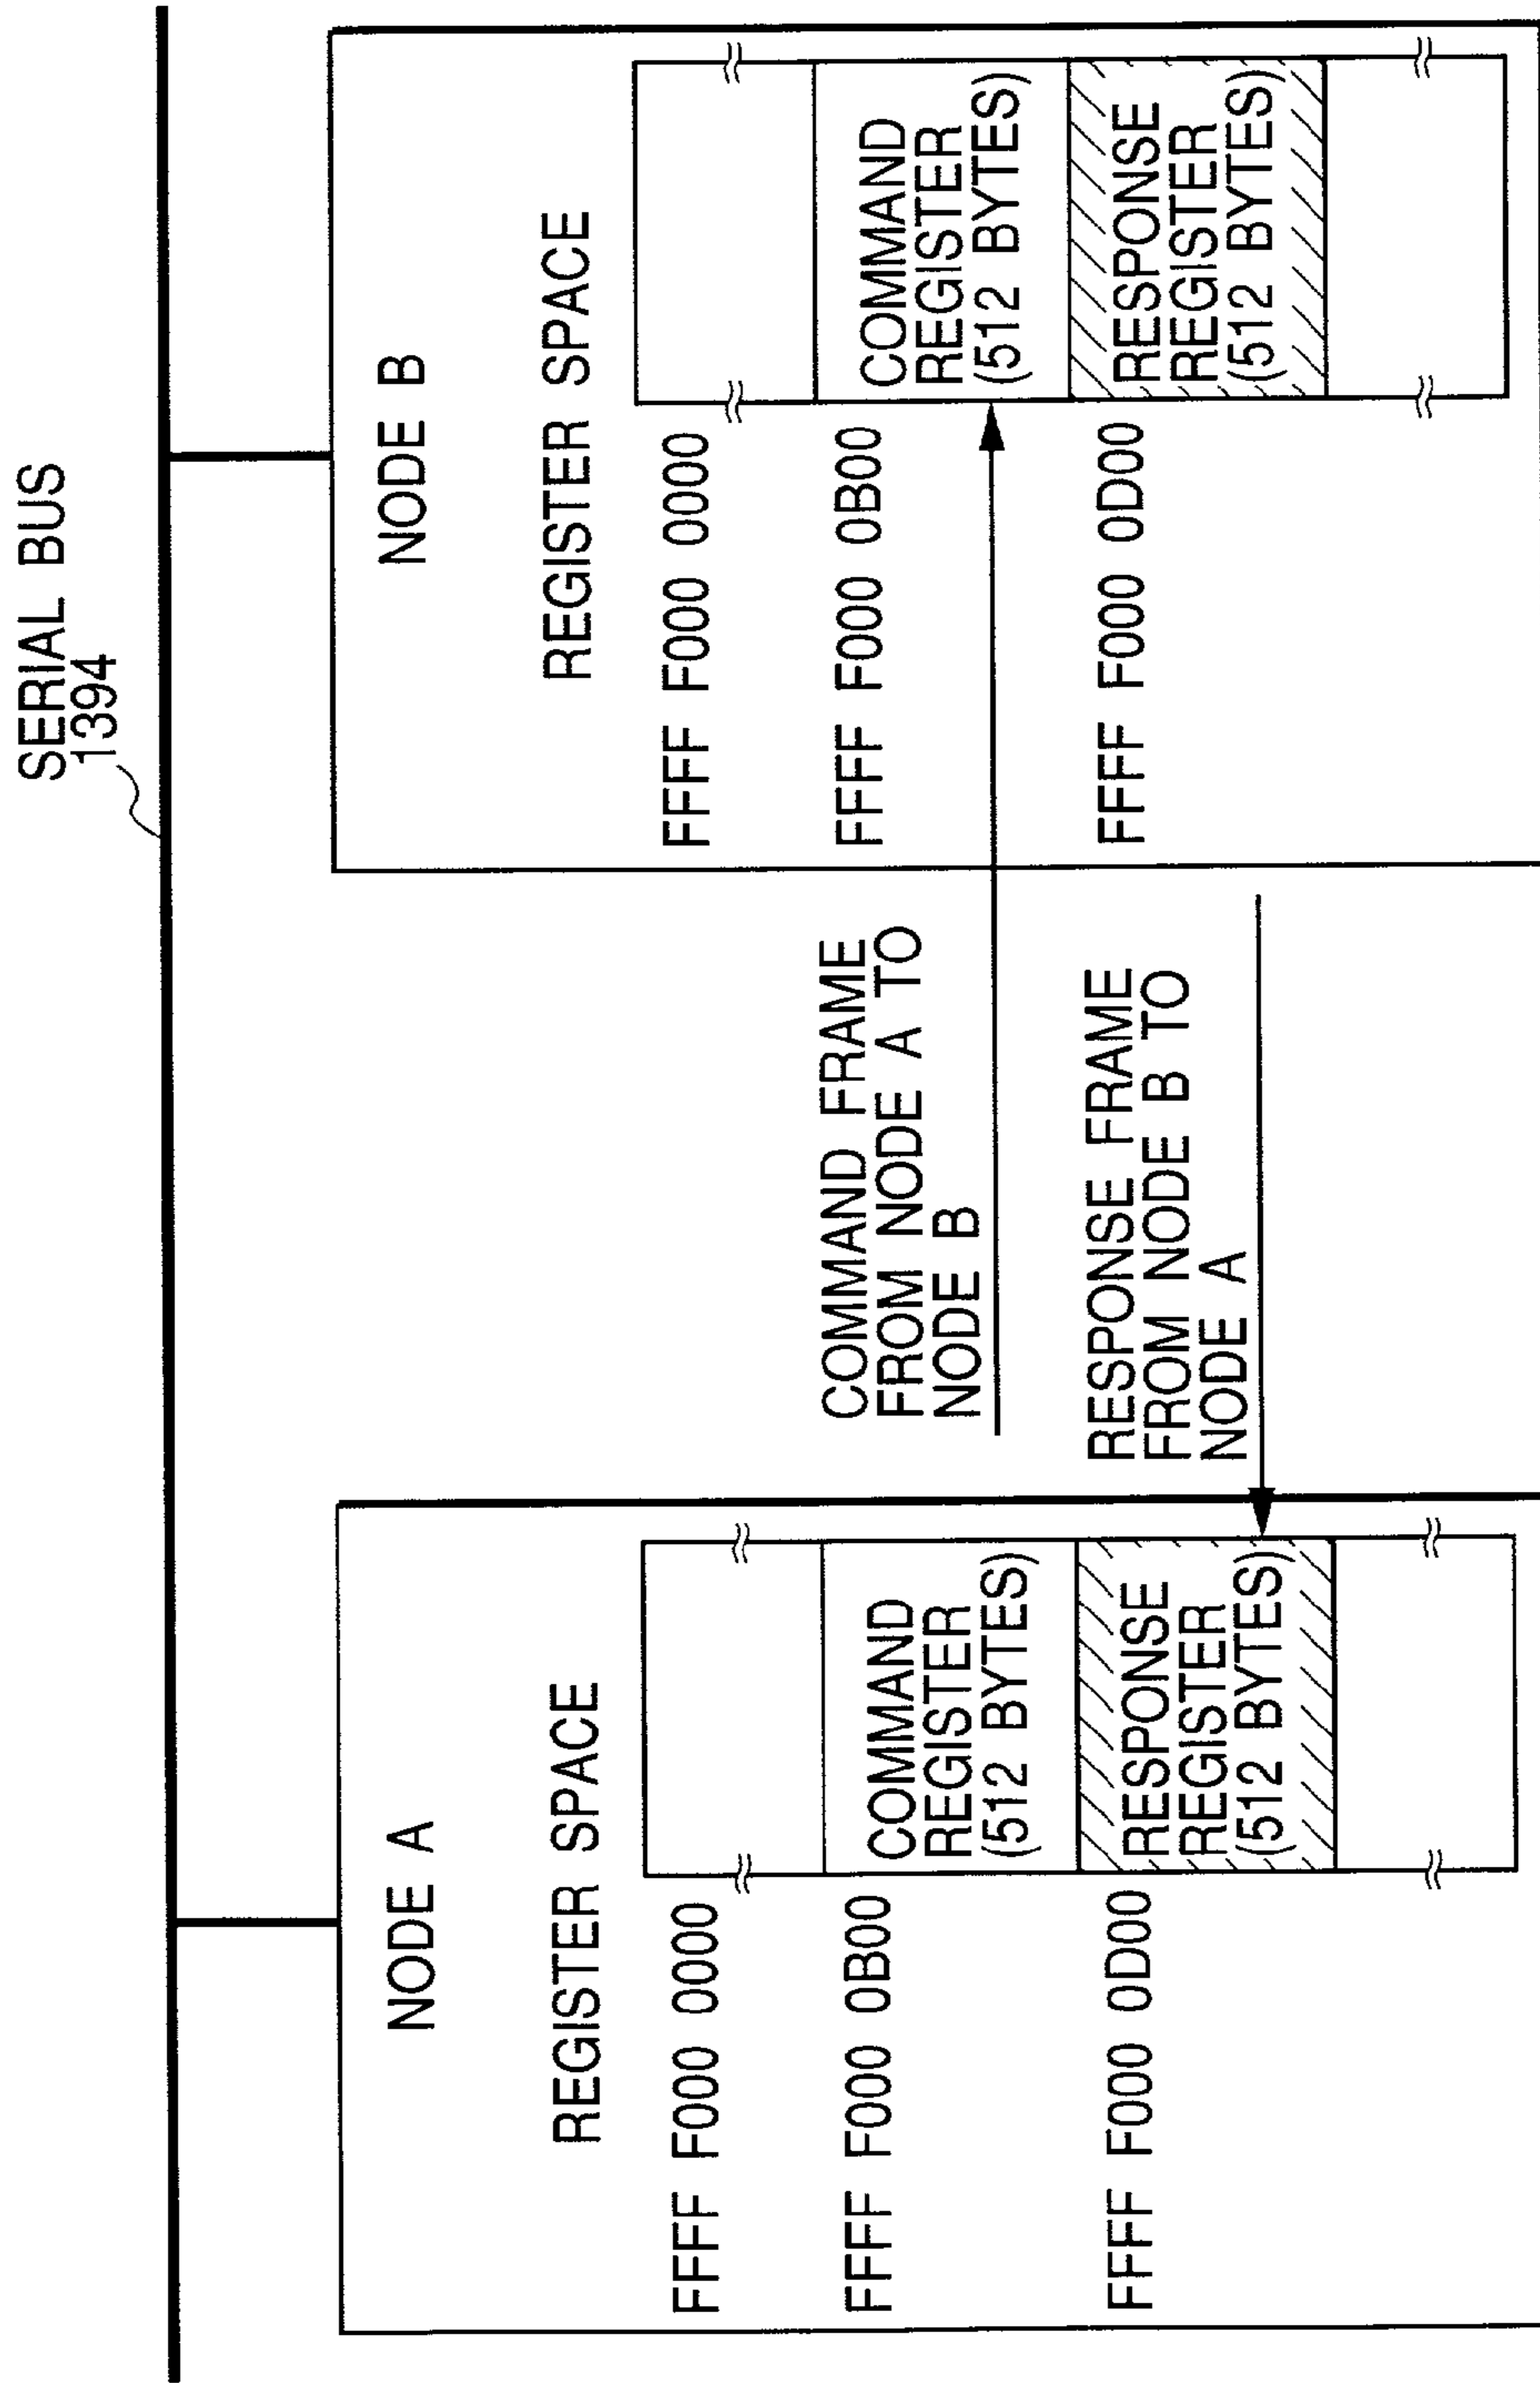 SERIAL BUS
1394
NODE A
REGISTER SPACE
FFFF F000 0000
FFFF F000 0B00
COMMAND
REGISTER
(512 BYTES)
FFFF F000 0D00
RESPONSE
REGISTER
(512 BYTES)
COMMAND FRAME
FROM NODE A TO
NODE B
RESPONSE FRAME
FROM NODE B TO
NODE A
NODE B
REGISTER SPACE
FFFF F000 0000
FFFF F000 0B00
COMMAND
REGISTER
(512 BYTES)
FFFF F000 0D00
RESPONSE
REGISTER
(512 BYTES)